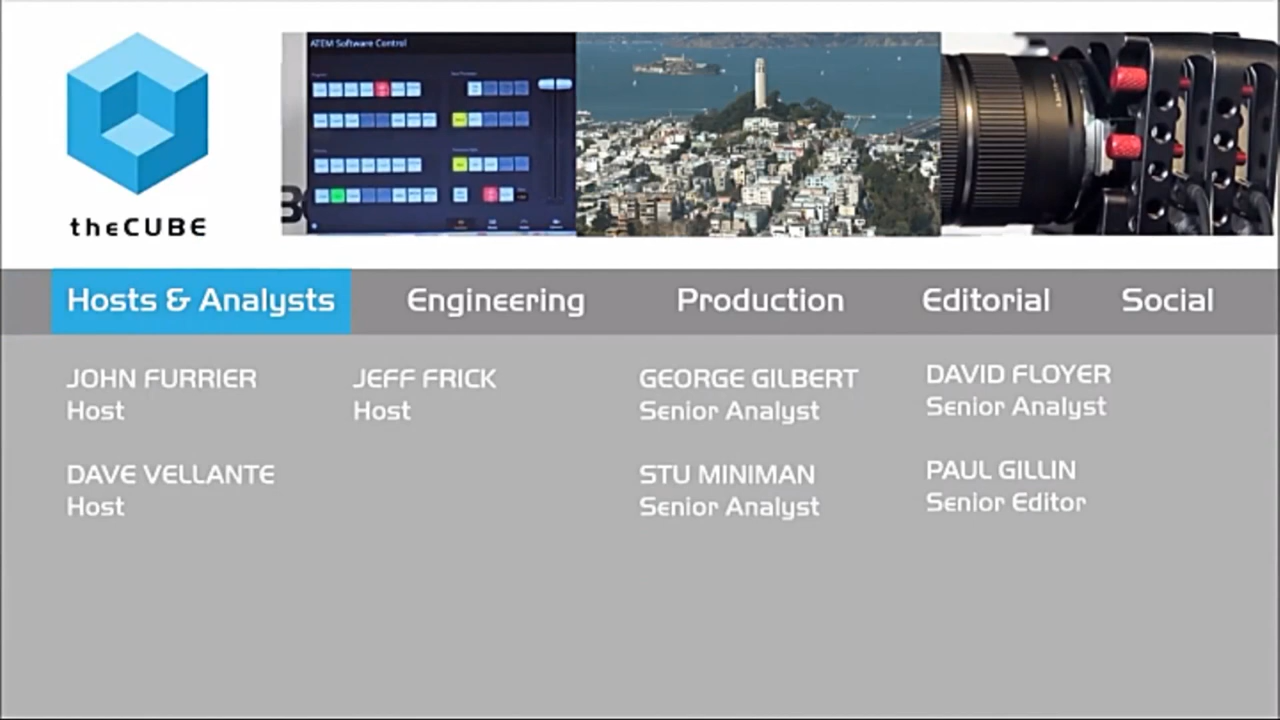 theCUBE
ATEM Software Control
Hosts & Analysts
Engineering
Production
Editorial
Social
JOHN FURRIER
Host
DAVE VELLANTE
Host
JEFF FRICK
Host
GEORGE GILBERT
Senior Analyst
STU MINIMAN
Senior Analyst
DAVID FLOYER
Senior Analyst
PAUL GILLIN
Senior Editor